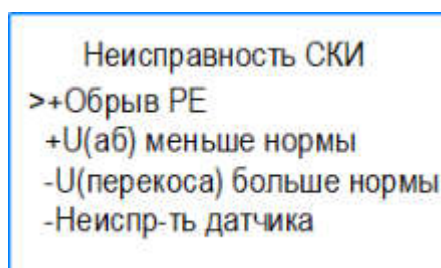 Неисправность СКИ
>+Обрыв РЕ
+U(аб) меньше нормы
-U(перекоса) больше нормы
-Неиспр-ть датчика